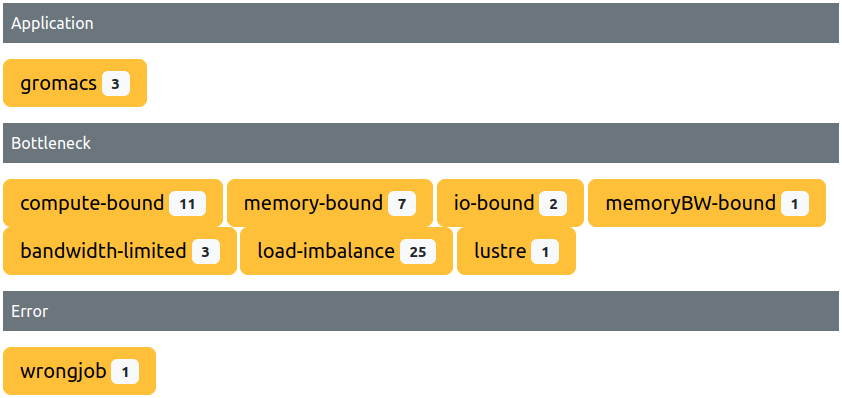 Application
gromacs 3
Bottleneck
compute-bound 11 memory-bound 7 io-bound 2 memoryBW-bound 1
bandwidth-limited 3 load-imbalance 25 lustre 1
Error
wrongjob 1